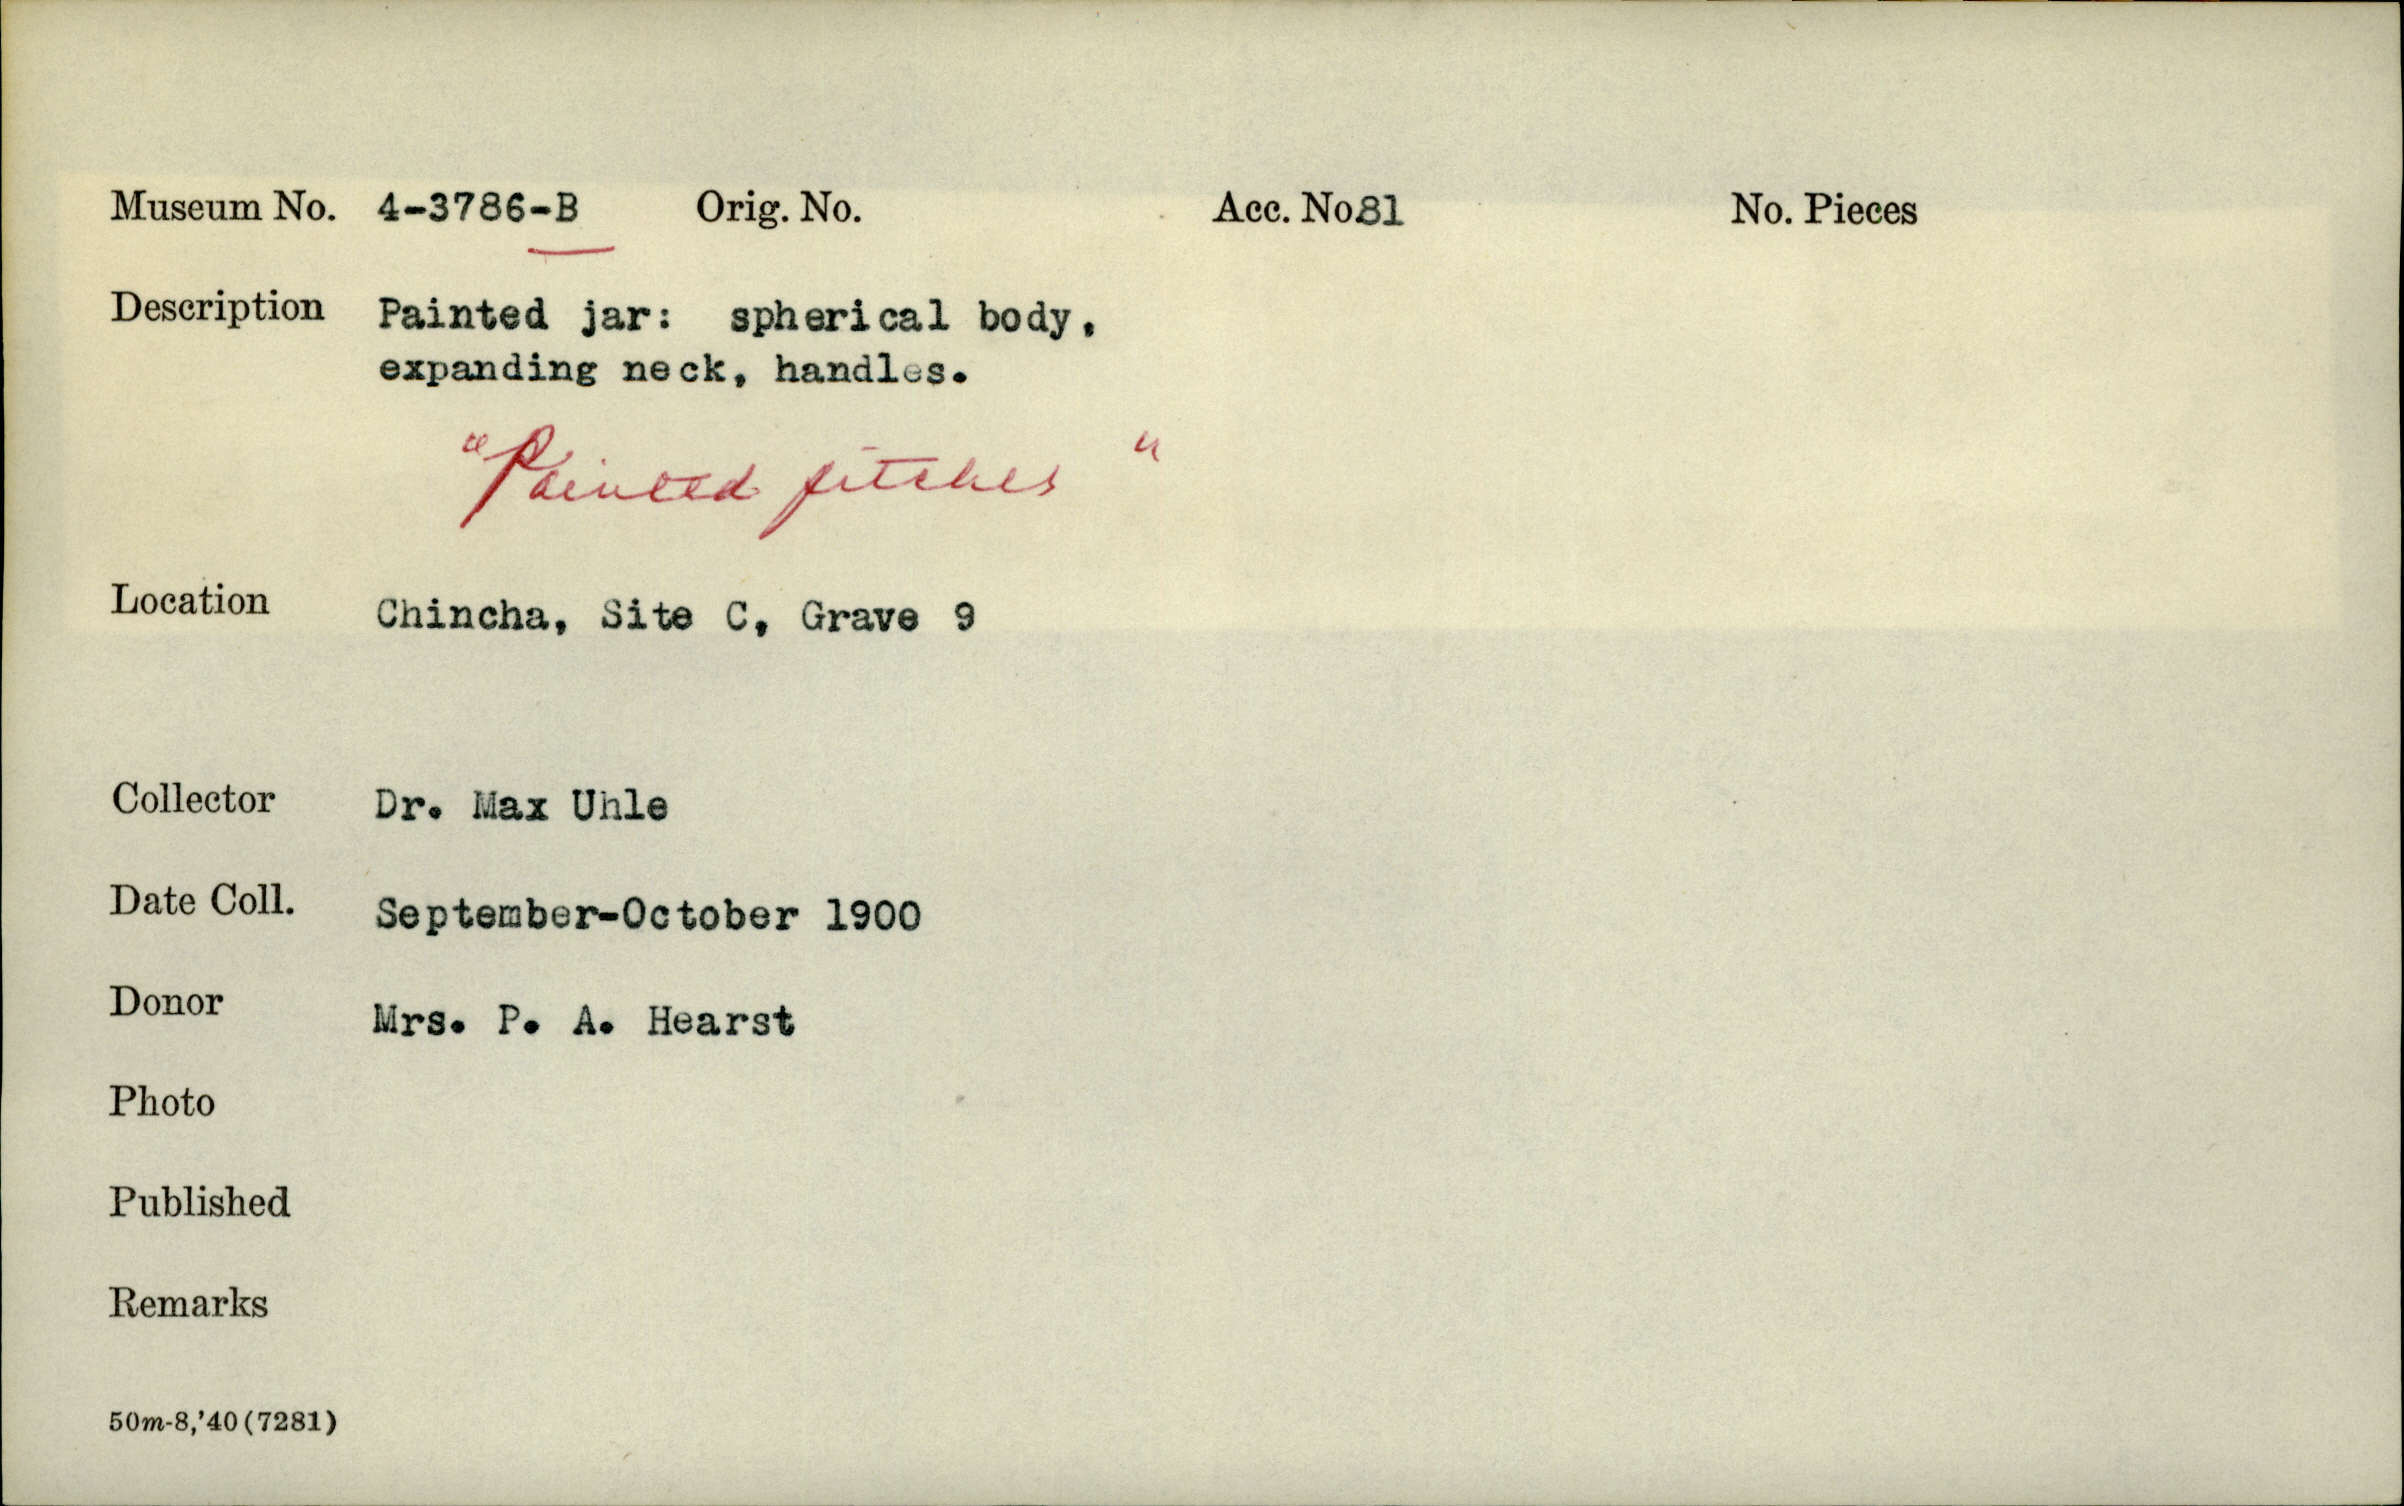 Museum No. 4-3786-B Orig. No. Acc. No.81 No. Pieces
Description Painted jar: spherical body,
expanding neck, handles.
"Painted pitcher"
Location Chincha, Site C, Grave 9
Collector Dr. Max Uhle
Date Coll. September-October 1900
Donor Mrs. P. A. Hearst
Photo
Published
Remarks
50m-8,'40(7281)